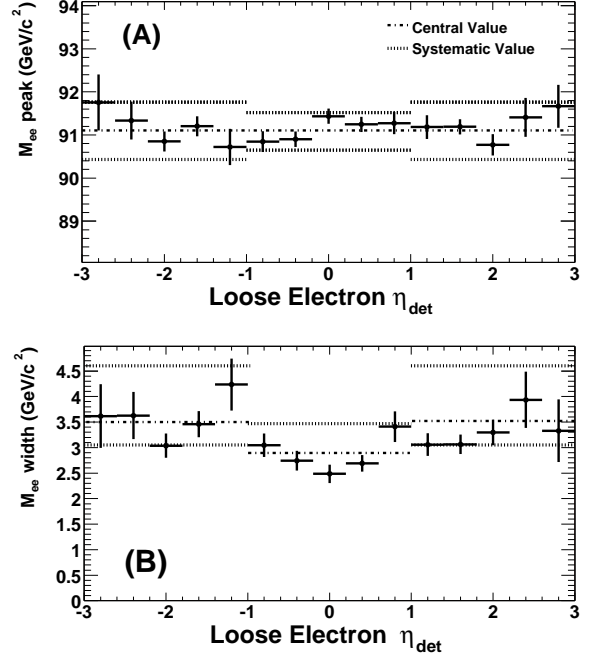 94
93
92
91
90
89
M_ee peak (GeV/c^2)
(A)
Central Value
Systematic Value
-3 -2 -1 0 1 2 3
Loose Electron η_det
4.5
4
3.5
3
2.5
2
1.5
1
0.5
0
M_ee width (GeV/c^2)
(B)
-3 -2 -1 0 1 2 3
Loose Electron η_det